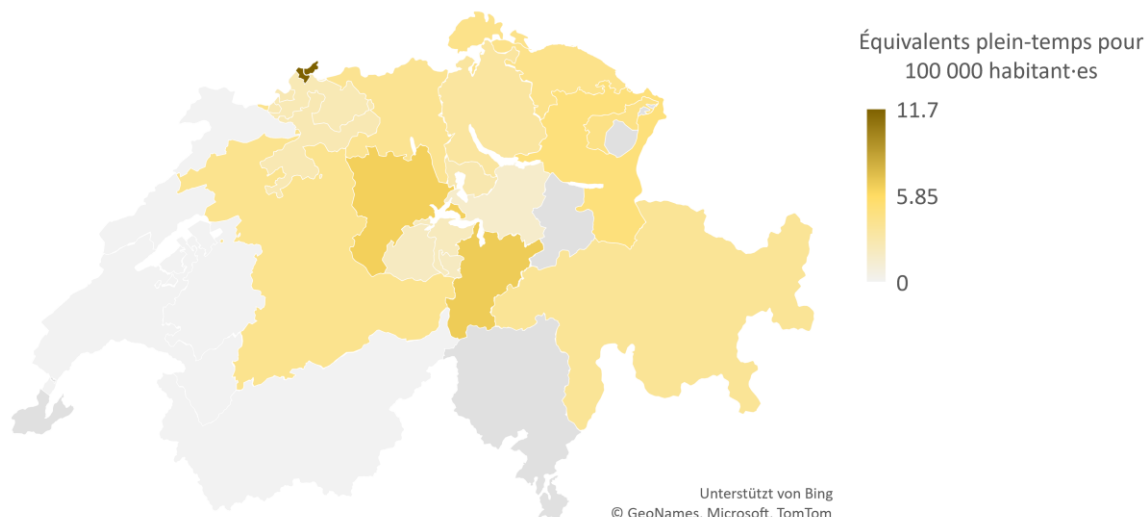 Équivalents plein-temps pour
100 000 habitant·es
11.7
5.85
0
Unterstützt von Bing
© GeoNames, Microsoft, TomTom